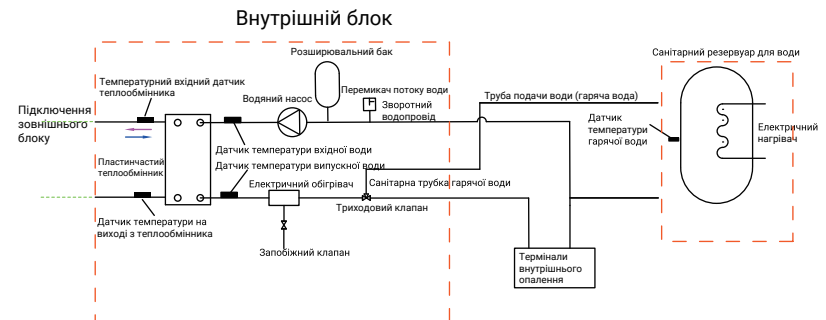 Внутрішній блок
Розширювальний бак
Санітарний резервуар для води
Температурний вхідний датчик
теплообмінника
Водяний насос
Перемикач потоку води
Зворотний
водопровід
Труба подачи води (гаряча вода)
Підключення
зовнішнього
блоку
Датчик
температури
гарячої води
Електричний
нагрівач
Датчик температури вхідної води
Пластинчастий
теплообмінник
Датчик температури випускної води
Електричний обігрівач
Санітарна трубка гарячої води
Триходовий клапан
Датчик температури на
виході з теплообмінника
Запобіжний клапан
Термінали
внутрішнього
опалення